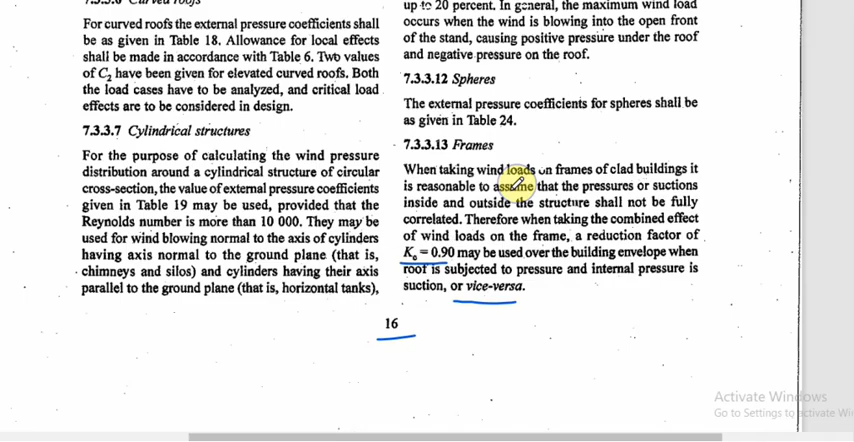 7.3.3.6 Curved roofs
For curved roofs the external pressure coefficients shall
be as given in Table 18. Allowance for local effects
shall be made in accordance with Table 6. Two values
of C₂ have been given for elevated curved roofs. Both
the load cases have to be analyzed, and critical load
effects are to be considered in design.
7.3.3.7 Cylindrical structures
For the purpose of calculating the wind pressure
distribution around a cylindrical structure of circular
cross-section, the value of external pressure coefficients
given in Table 19 may be used, provided that the
Reynolds number is more than 10 000. They may be
used for wind blowing normal to the axis of cylinders
having axis normal to the ground plane (that is,
chimneys and silos) and cylinders having their axis
parallel to the ground plane (that is, horizontal tanks),
up to 20 percent. In general, the maximum wind load
occurs when the wind is blowing into the open front
of the stand, causing positive pressure under the roof
and negative pressure on the roof.
7.3.3.12 Spheres
The external pressure coefficients for spheres shall be
as given in Table 24.
7.3.3.13 Frames
When taking wind loads on frames of clad buildings it
is reasonable to assume that the pressures or suctions
inside and outside the structure shall not be fully
correlated. Therefore when taking the combined effect
of wind loads on the frame, a reduction factor of
Kc = 0.90 may be used over the building envelope when
roof is subjected to pressure and internal pressure is
suction, or vice-versa.
16
Activate Windows
Go to Settings to activate Wi